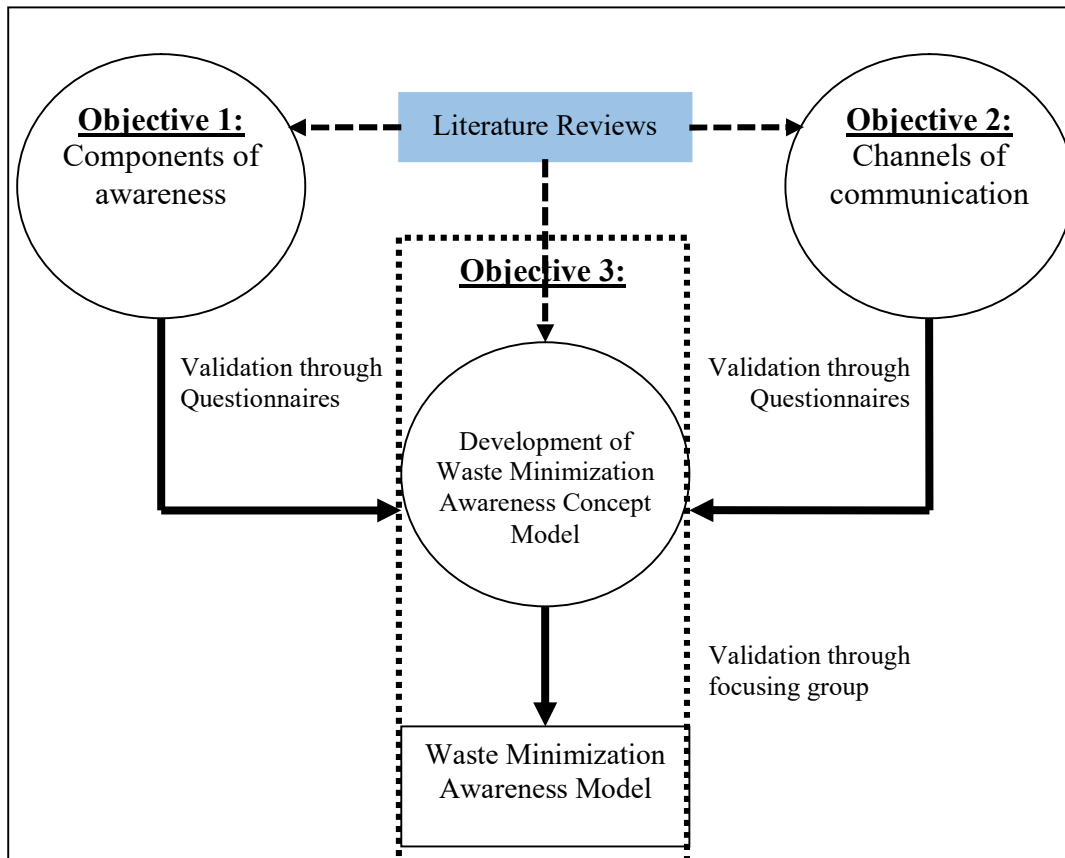 Objective 1:
Components of
awareness
Literature Reviews
Objective 2:
Channels of
communication
Objective 3:
Validation through
Questionnaires
Validation through
Questionnaires
Development of
Waste Minimization
Awareness Concept
Model
Validation through
focusing group
Waste Minimization
Awareness Model